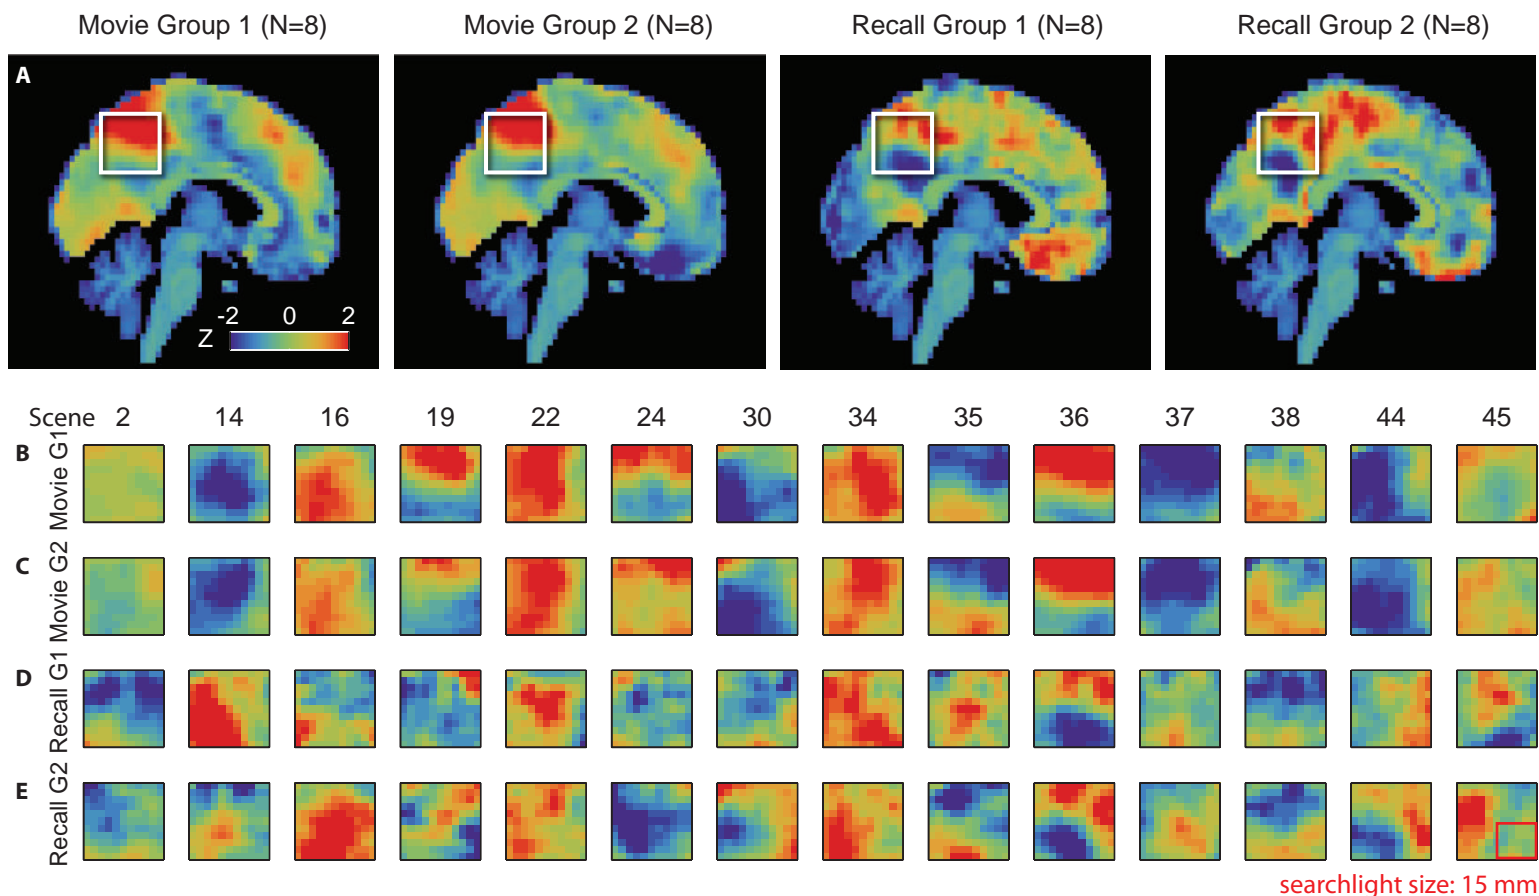 Movie Group 1 (N=8) Movie Group 2 (N=8) Recall Group 1 (N=8) Recall Group 2 (N=8)
A
-2 0 2
Z
Scene 2 14 16 19 22 24 30 34 35 36 37 38 44 45
B Movie G1
C Movie G2
D Recall G1
E Recall G2
searchlight size: 15 mm